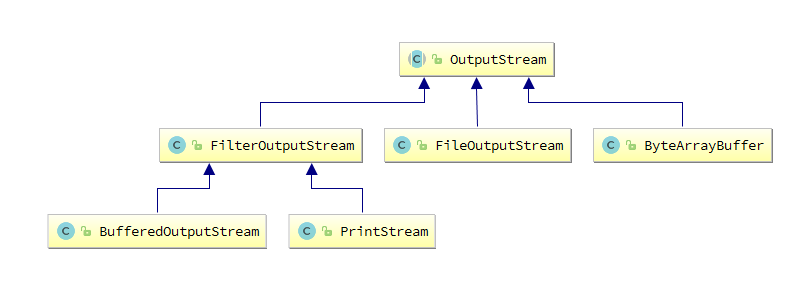 C OutputStream
C FilterOutputStream
C FileOutputStream
C ByteArrayBuffer
C BufferedOutputStream
C PrintStream